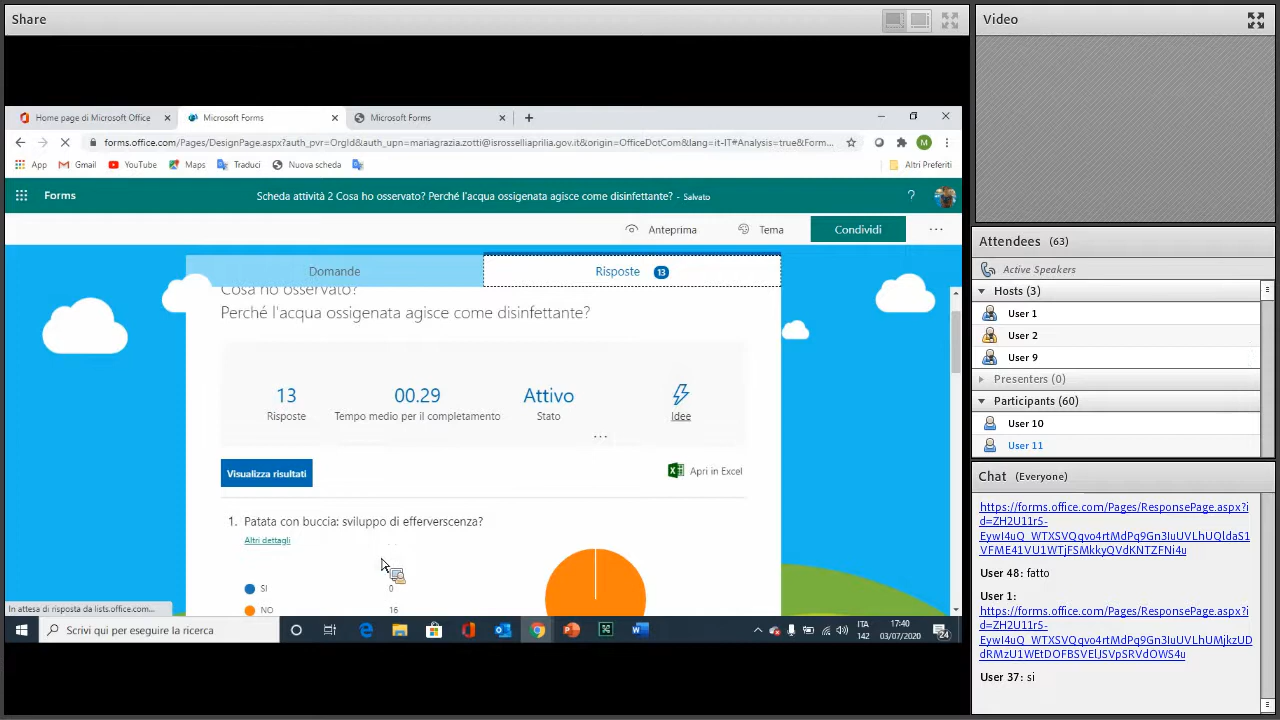 Share
Video
Home page di Microsoft Office
Microsoft Forms
Microsoft Forms
forms.office.com/Pages/DesignPage.aspx?auth_pvr=OrgId&auth_upn=mariagrazia.zotti@isrosselliaprilia.gov.it&origin=OfficeDotCom&lang=it-IT#Analysis=true&Form...
M
App
Gmail
YouTube
Maps
Traduci
Nuova scheda
Altri Preferiti
Forms
Scheda attività 2 Cosa ho osservato? Perché l'acqua ossigenata agisce come disinfettante? - Salvato
?
Anteprima
Tema
Condividi
Domande
Risposte 13
Cosa ho osservato?
Perché l'acqua ossigenata agisce come disinfettante?
13
Risposte
00.29
Tempo medio per il completamento
Attivo
Stato
Idee
Visualizza risultati
Apri in Excel
1. Patata con buccia: sviluppo di efferverscenza?
Altri dettagli
SI 0
NO 16
In attesa di risposta da lists.office.com...
Scrivi qui per eseguire la ricerca
ITA
142
17:40
03/07/2020
24
Attendees (63)
Active Speakers
Hosts (3)
User 1
User 2
User 9
Presenters (0)
Participants (60)
User 10
User 11
Chat (Everyone)
https://forms.office.com/Pages/ResponsePage.aspx?i
User 48: fatto
User 1:
https://forms.office.com/Pages/ResponsePage.aspx?i
User 37: si